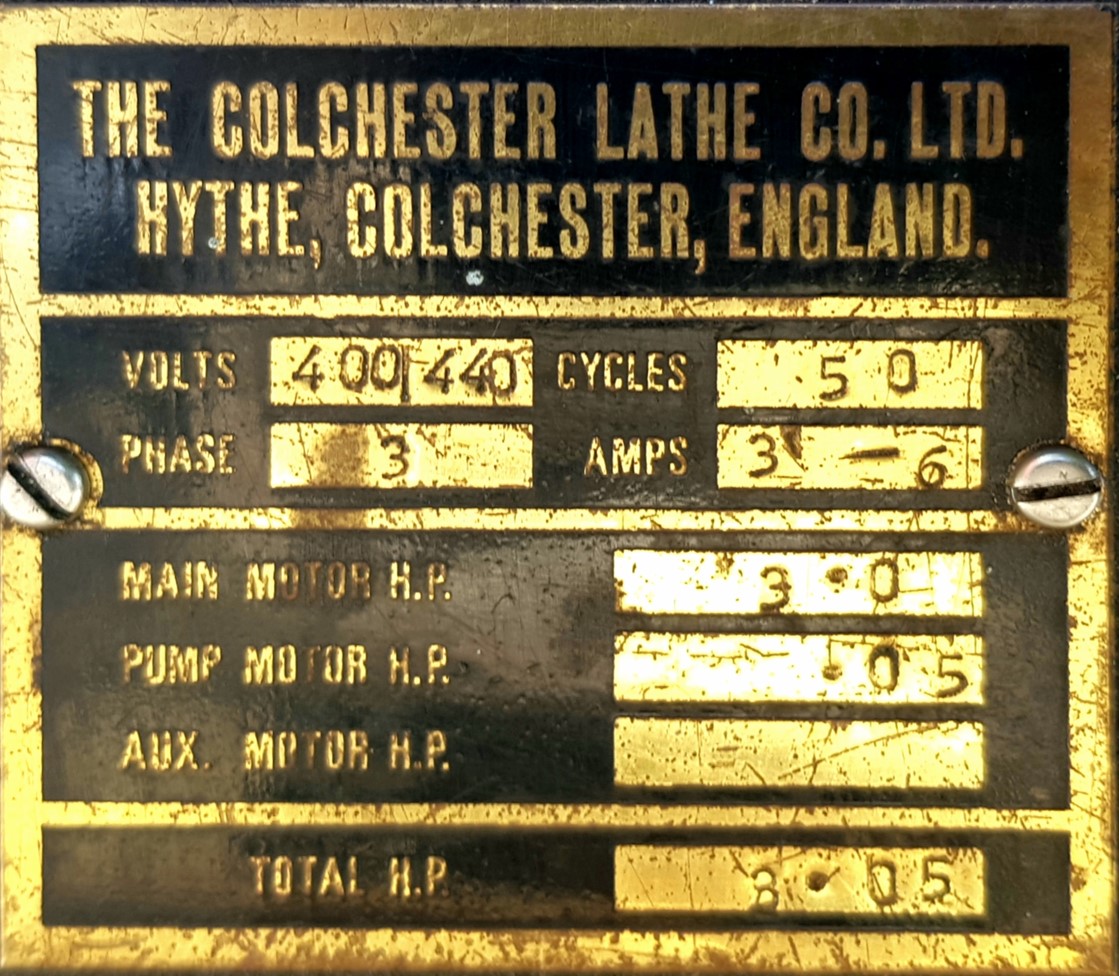 THE COLCHESTER LATHE CO. LTD.
HYTHE, COLCHESTER, ENGLAND.
VOLTS 400/440 CYCLES 50
PHASE 3 AMPS 3 - 6
MAIN MOTOR H.P. 3·0
PUMP MOTOR H.P. ·05
AUX. MOTOR H.P.
TOTAL H.P. 3·05